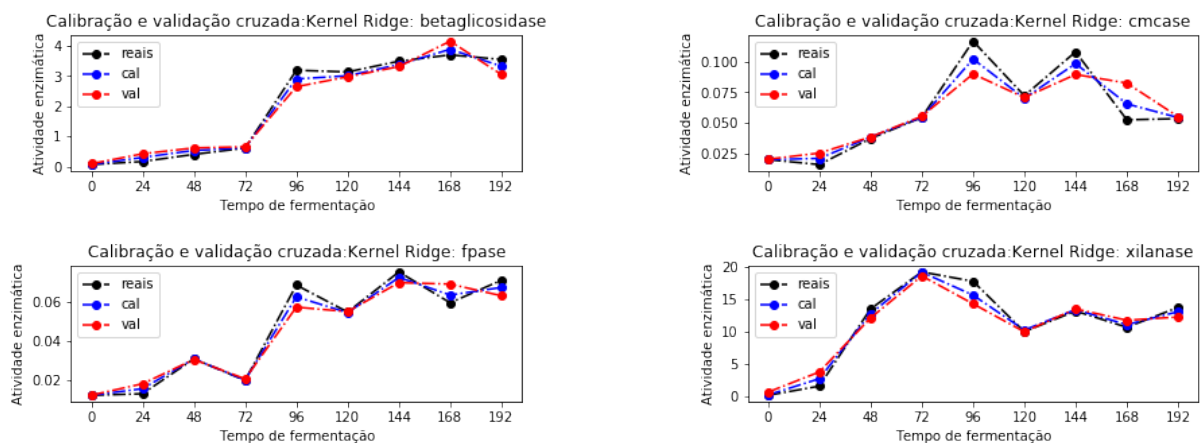 Calibração e validação cruzada:Kernel Ridge: betaglicosidase
Atividade enzimática
4
3
2
1
0
reais
cal
val
0 24 48 72 96 120 144 168 192
Tempo de fermentação
Calibração e validação cruzada:Kernel Ridge: cmcase
Atividade enzimática
0.100
0.075
0.050
0.025
reais
cal
val
0 24 48 72 96 120 144 168 192
Tempo de fermentação
Calibração e validação cruzada:Kernel Ridge: fpase
Atividade enzimática
0.06
0.04
0.02
reais
cal
val
0 24 48 72 96 120 144 168 192
Tempo de fermentação
Calibração e validação cruzada:Kernel Ridge: xilanase
Atividade enzimática
20
15
10
5
0
reais
cal
val
0 24 48 72 96 120 144 168 192
Tempo de fermentação